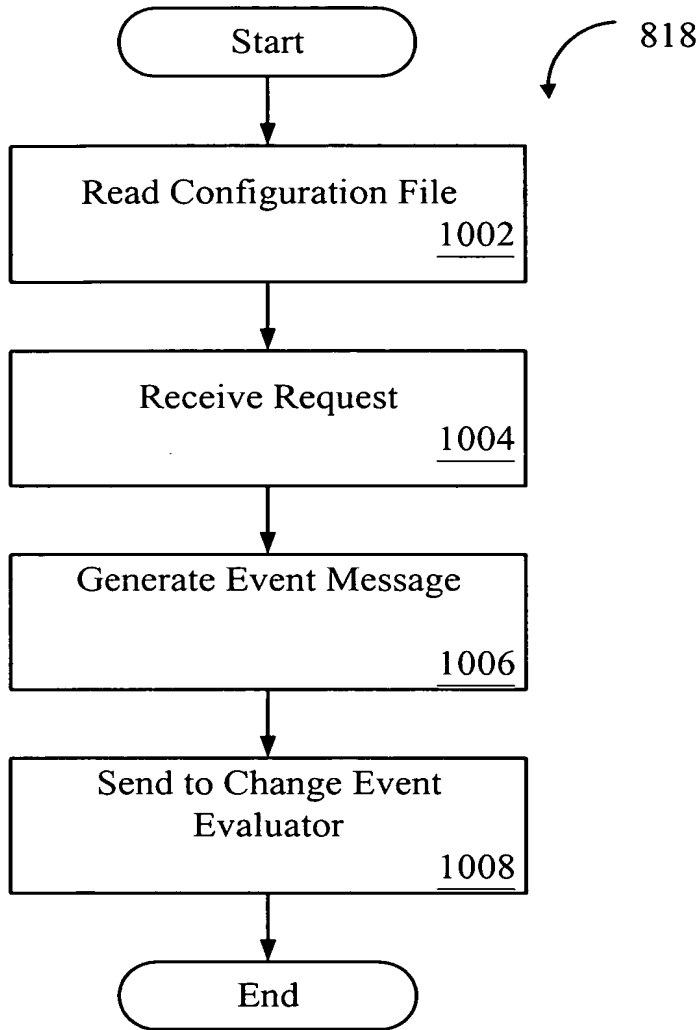 Start
818
Read Configuration File
1002
Receive Request
1004
Generate Event Message
1006
Send to Change Event
Evaluator
1008
End